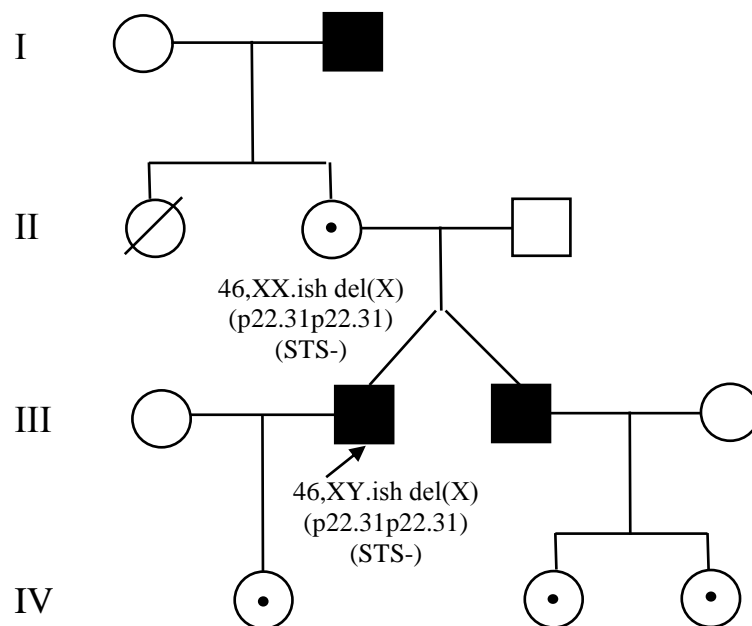 I
II
46,XX.ish del(X)
(p22.31p22.31)
(STS-)
III
46,XY.ish del(X)
(p22.31p22.31)
(STS-)
IV